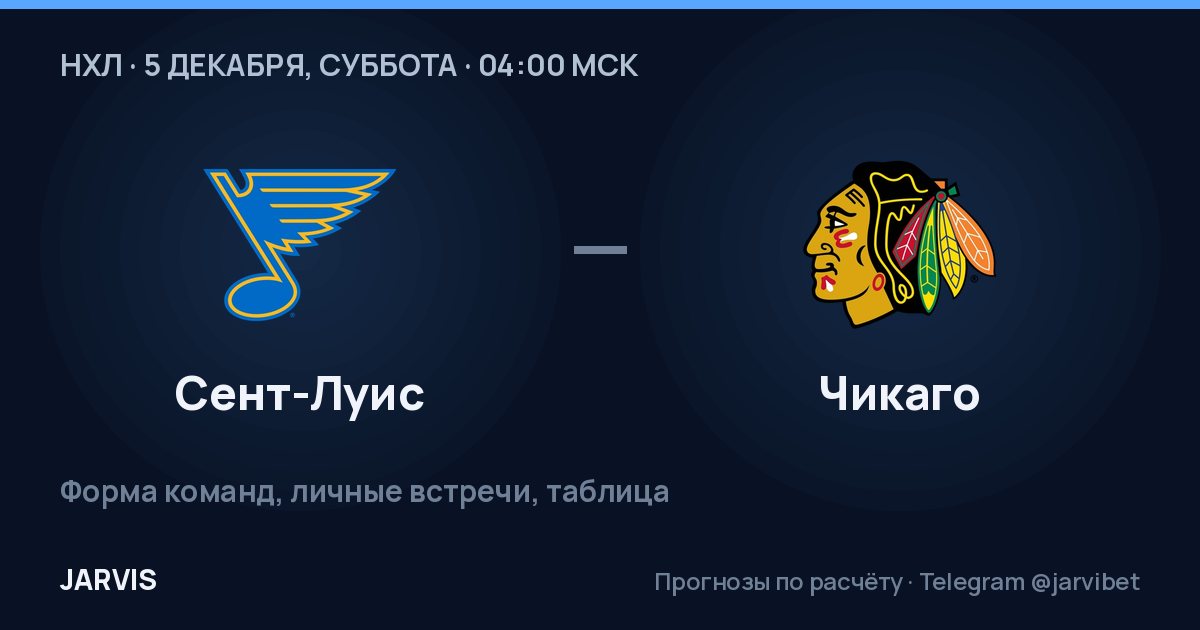 НХЛ · 5 ДЕКАБРЯ, СУББОТА · 04:00 МСК
—
Сент-Луис
Чикаго
Форма команд, личные встречи, таблица
JARVIS
Прогнозы по расчёту · Telegram @jarvibet